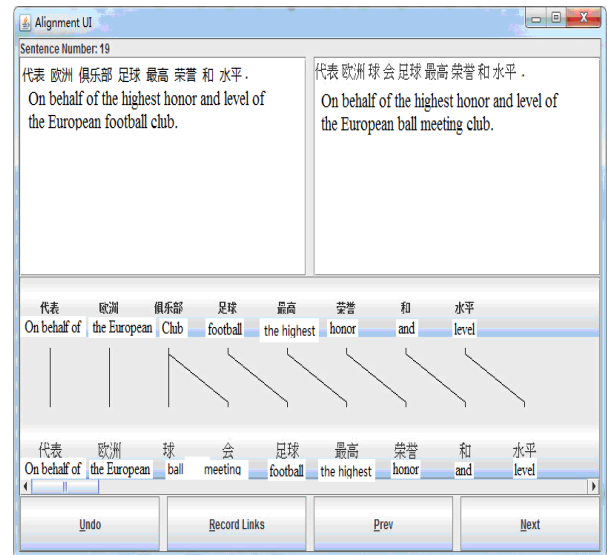 Alignment UI
Sentence Number: 19
代表 欧洲 俱乐部 足球 最高 荣誉 和 水平 .
On behalf of the highest honor and level of
the European football club.
代表 欧洲 球 会 足球 最高 荣誉 和 水平 .
On behalf of the highest honor and level of
the European ball meeting club.
代表 欧洲 俱乐部 足球 最高 荣誉 和 水平
On behalf of the European Club football the highest honor and level
代表 欧洲 球 会 足球 最高 荣誉 和 水平
On behalf of the European ball meeting football the highest honor and level
Undo Record Links Prev Next